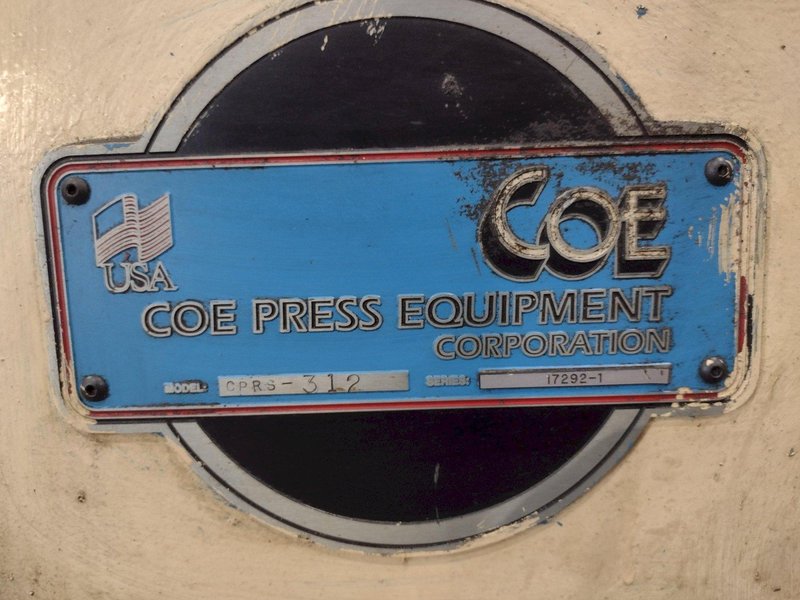 COE
USA
COE PRESS EQUIPMENT
CORPORATION
MODEL: CPRS-312 SERIES: 17292-1